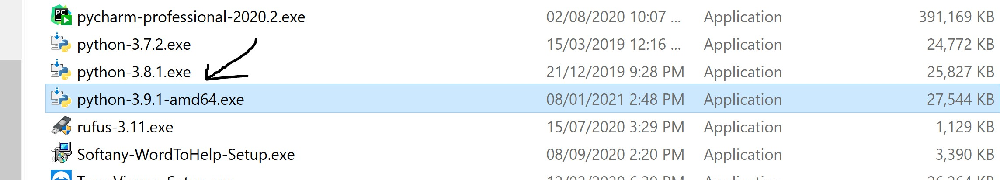 PC
pycharm-professional-2020.2.exe 02/08/2020 10:07 ... Application 391,169 KB
python-3.7.2.exe 15/03/2019 12:16 ... Application 24,772 KB
python-3.8.1.exe 21/12/2019 9:28 PM Application 25,827 KB
python-3.9.1-amd64.exe 08/01/2021 2:48 PM Application 27,544 KB
rufus-3.11.exe 15/07/2020 3:29 PM Application 1,129 KB
Softany-WordToHelp-Setup.exe 08/09/2020 2:20 PM Application 3,390 KB